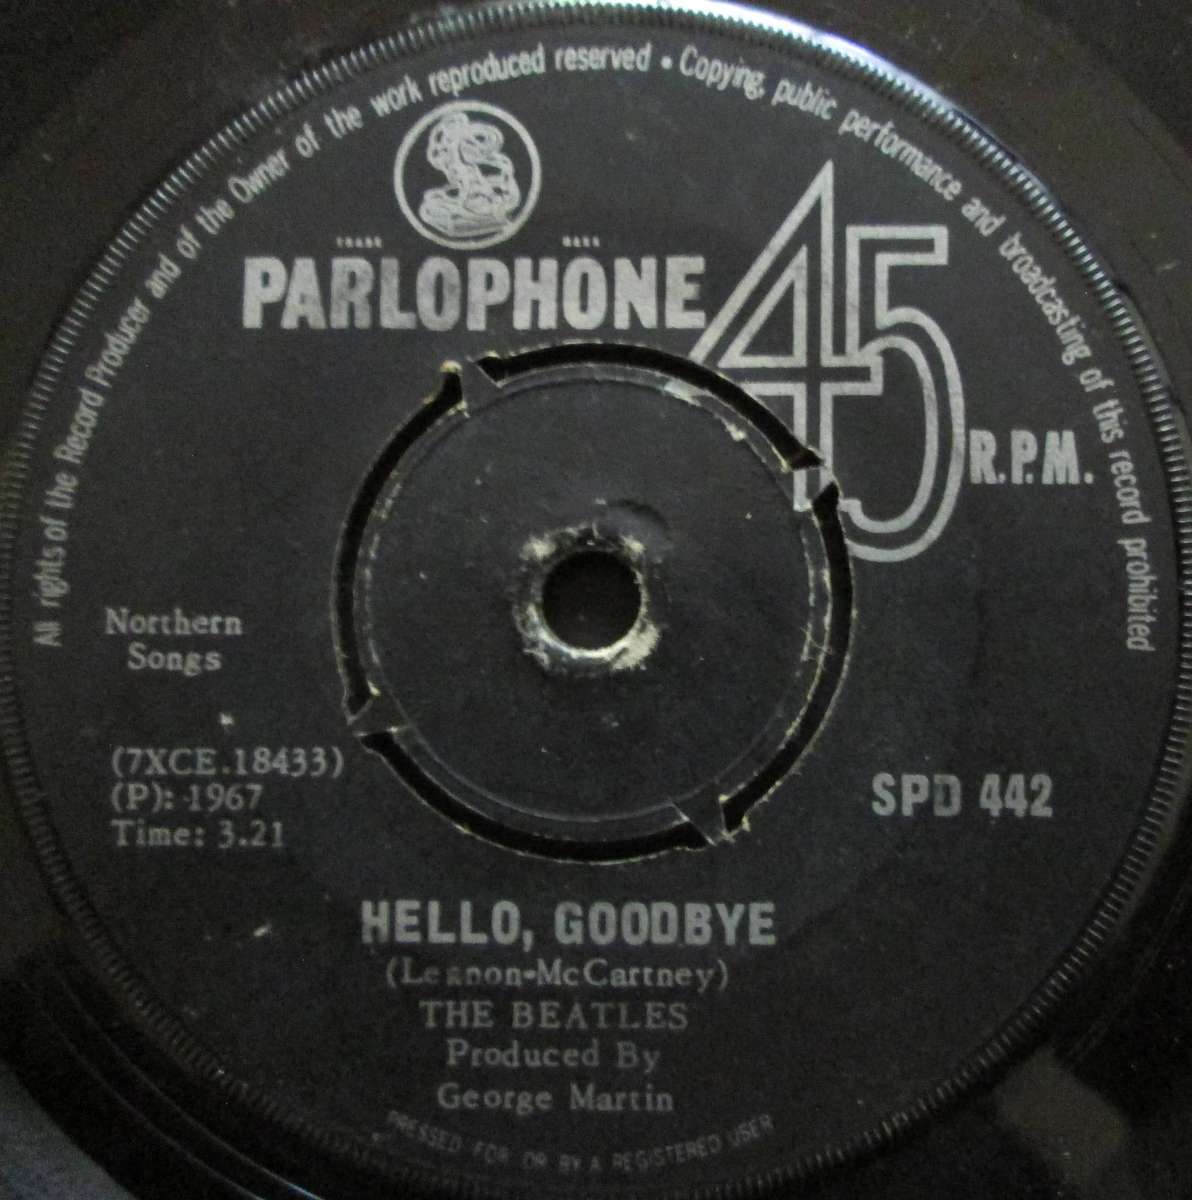 All rights of the Record Producer and of the Owner of the work reproduced reserved • Copying, public performance and broadcasting of this record prohibited
TRADE MARK
PARLOPHONE
45
R.P.M.
Northern
Songs
(7XCE.18433)
(P): 1967
Time: 3.21
SPD 442
HELLO, GOODBYE
(Lennon-McCartney)
THE BEATLES
Produced By
George Martin
PRESSED FOR OR BY A REGISTERED USER